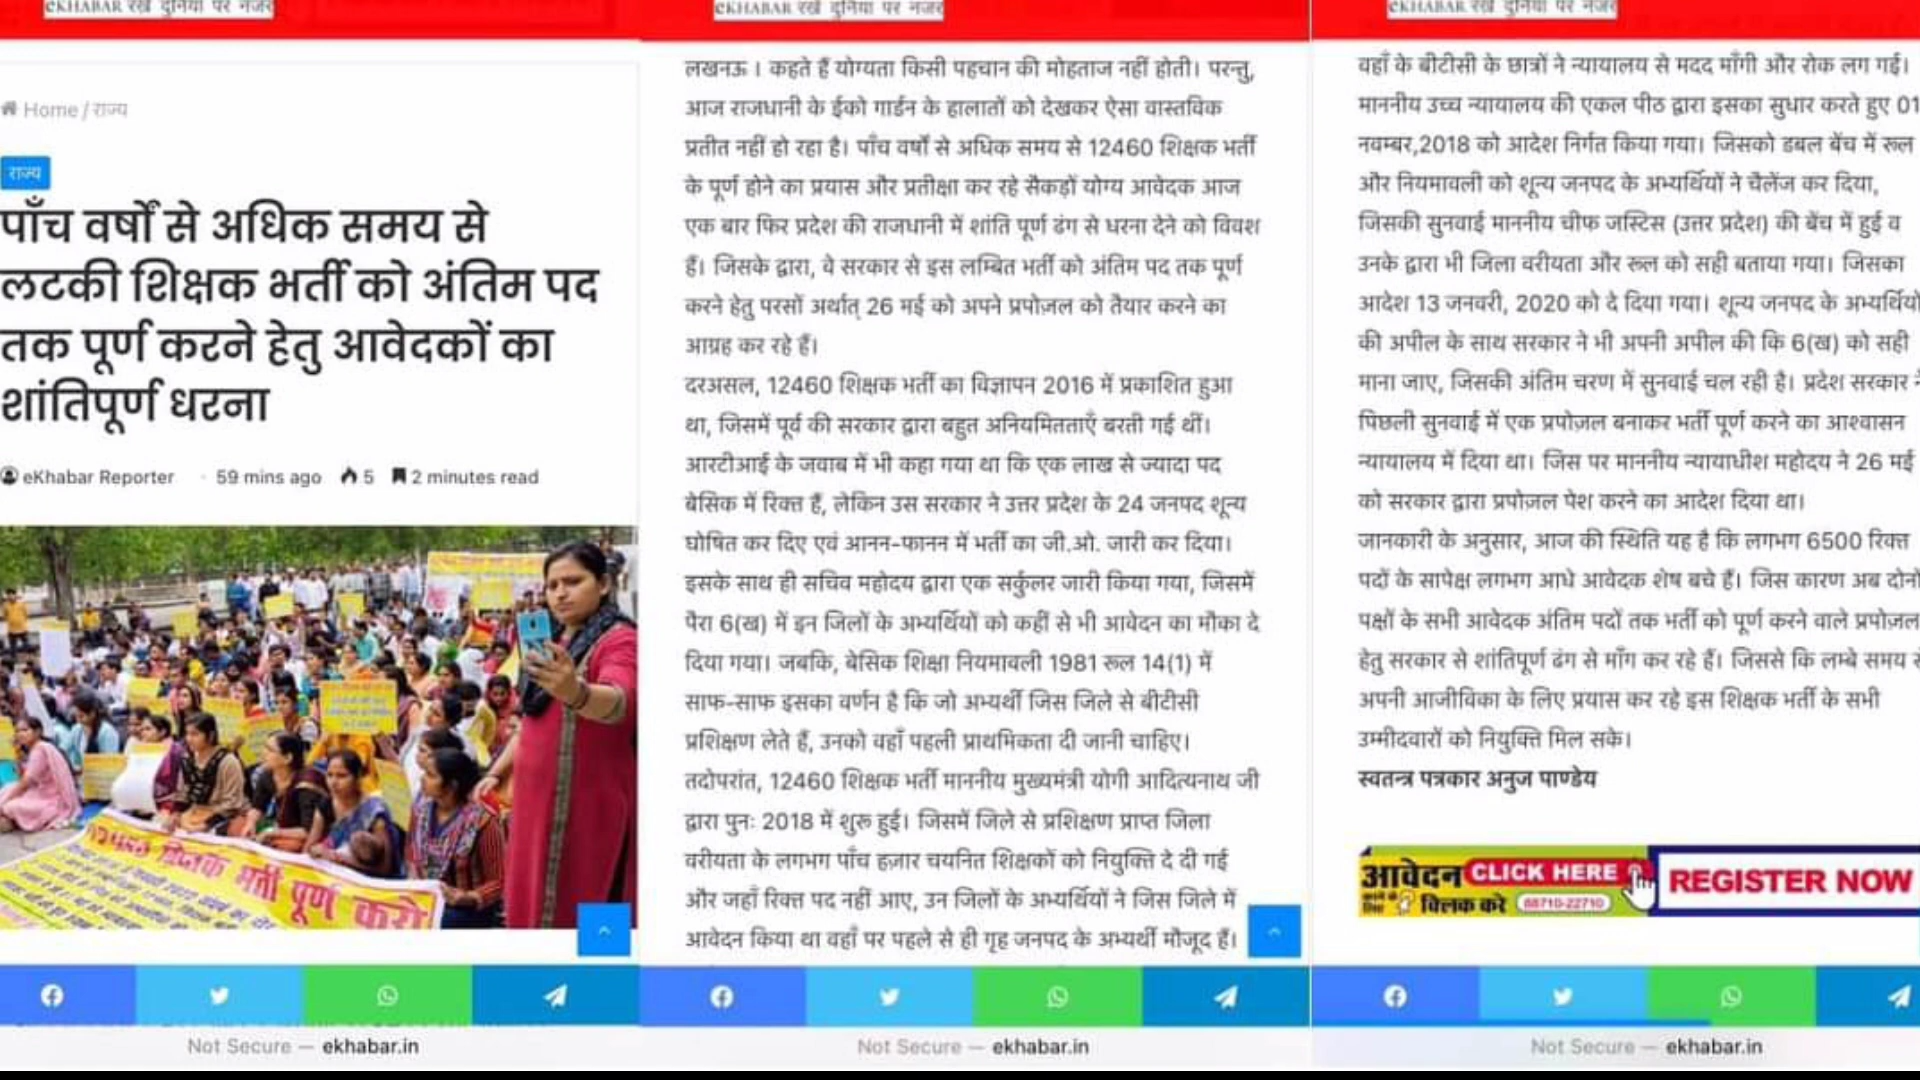 eKHABAR रखे दुनिया पर नजर
Home / राज्य
राज्य
पाँच वर्षों से अधिक समय से
लटकी शिक्षक भर्ती को अंतिम पद
तक पूर्ण करने हेतु आवेदकों का
शांतिपूर्ण धरना
eKhabar Reporter · 59 mins ago 5 2 minutes read
शिक्षक भर्ती पूर्ण करो
Not Secure — ekhabar.in
eKHABAR रखे दुनिया पर नजर
लखनऊ । कहते हैं योग्यता किसी पहचान की मोहताज नहीं होती। परन्तु,
आज राजधानी के ईको गार्डन के हालातों को देखकर ऐसा वास्तविक
प्रतीत नहीं हो रहा है। पाँच वर्षों से अधिक समय से 12460 शिक्षक भर्ती
के पूर्ण होने का प्रयास और प्रतीक्षा कर रहे सैकड़ों योग्य आवेदक आज
एक बार फिर प्रदेश की राजधानी में शांति पूर्ण ढंग से धरना देने को विवश
हैं। जिसके द्वारा, वे सरकार से इस लम्बित भर्ती को अंतिम पद तक पूर्ण
करने हेतु परसों अर्थात् 26 मई को अपने प्रपोज़ल को तैयार करने का
आग्रह कर रहे हैं।
दरअसल, 12460 शिक्षक भर्ती का विज्ञापन 2016 में प्रकाशित हुआ
था, जिसमें पूर्व की सरकार द्वारा बहुत अनियमितताएँ बरती गई थीं।
आरटीआई के जवाब में भी कहा गया था कि एक लाख से ज्यादा पद
बेसिक में रिक्त हैं, लेकिन उस सरकार ने उत्तर प्रदेश के 24 जनपद शून्य
घोषित कर दिए एवं आनन-फानन में भर्ती का जी.ओ. जारी कर दिया।
इसके साथ ही सचिव महोदय द्वारा एक सर्कुलर जारी किया गया, जिसमें
पैरा 6(ख) में इन जिलों के अभ्यर्थियों को कहीं से भी आवेदन का मौका दे
दिया गया। जबकि, बेसिक शिक्षा नियमावली 1981 रूल 14(1) में
साफ-साफ इसका वर्णन है कि जो अभ्यर्थी जिस जिले से बीटीसी
प्रशिक्षण लेते हैं, उनको वहाँ पहली प्राथमिकता दी जानी चाहिए।
तदोपरांत, 12460 शिक्षक भर्ती माननीय मुख्यमंत्री योगी आदित्यनाथ जी
द्वारा पुनः 2018 में शुरू हुई। जिसमें जिले से प्रशिक्षण प्राप्त जिला
वरीयता के लगभग पाँच हज़ार चयनित शिक्षकों को नियुक्ति दे दी गई
और जहाँ रिक्त पद नहीं आए, उन जिलों के अभ्यर्थियों ने जिस जिले में
आवेदन किया था वहाँ पर पहले से ही गृह जनपद के अभ्यर्थी मौजूद हैं।
Not Secure — ekhabar.in
eKHABAR रखे दुनिया पर नजर
वहाँ के बीटीसी के छात्रों ने न्यायालय से मदद माँगी और रोक लग गई।
माननीय उच्च न्यायालय की एकल पीठ द्वारा इसका सुधार करते हुए 01
नवम्बर,2018 को आदेश निर्गत किया गया। जिसको डबल बेंच में रूल
और नियमावली को शून्य जनपद के अभ्यर्थियों ने चैलेंज कर दिया,
जिसकी सुनवाई माननीय चीफ जस्टिस (उत्तर प्रदेश) की बेंच में हुई व
उनके द्वारा भी जिला वरीयता और रूल को सही बताया गया। जिसका
आदेश 13 जनवरी, 2020 को दे दिया गया। शून्य जनपद के अभ्यर्थियों
की अपील के साथ सरकार ने भी अपनी अपील की कि 6(ख) को सही
माना जाए, जिसकी अंतिम चरण में सुनवाई चल रही है। प्रदेश सरकार ने
पिछली सुनवाई में एक प्रपोज़ल बनाकर भर्ती पूर्ण करने का आश्वासन
न्यायालय में दिया था। जिस पर माननीय न्यायाधीश महोदय ने 26 मई
को सरकार द्वारा प्रपोज़ल पेश करने का आदेश दिया था।
जानकारी के अनुसार, आज की स्थिति यह है कि लगभग 6500 रिक्त
पदों के सापेक्ष लगभग आधे आवेदक शेष बचे हैं। जिस कारण अब दोनों
पक्षों के सभी आवेदक अंतिम पदों तक भर्ती को पूर्ण करने वाले प्रपोज़ल
हेतु सरकार से शांतिपूर्ण ढंग से माँग कर रहे हैं। जिससे कि लम्बे समय से
अपनी आजीविका के लिए प्रयास कर रहे इस शिक्षक भर्ती के सभी
उम्मीदवारों को नियुक्ति मिल सके।
स्वतन्त्र पत्रकार अनुज पाण्डेय
आवेदन CLICK HERE REGISTER NOW
करने के लिए क्लिक करे 88710-22710
Not Secure — ekhabar.in